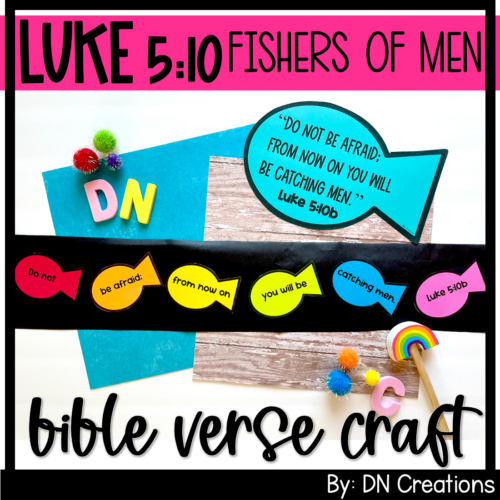 LUKE 5:10 FISHERS OF MEN
"DO NOT BE AFRAID;
FROM NOW ON YOU WILL
BE CATCHING MEN."
Luke 5:10b
DN
Do not
be afraid;
from now on
you will be
catching men.
Luke 5:10b
C
bible verse craft
By: DN Creations